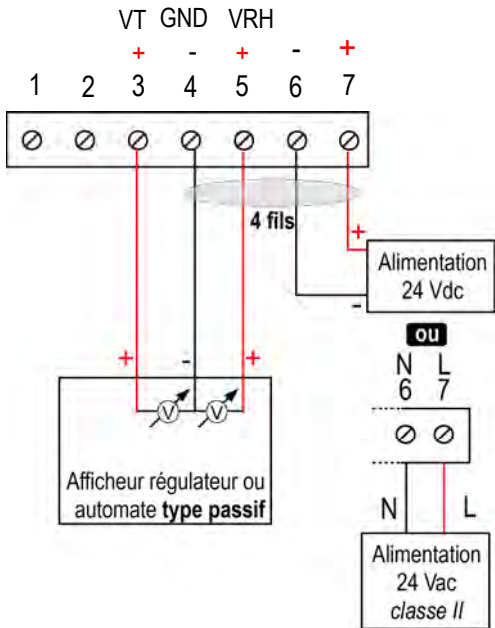 VT GND VRH
+ - + - +
1 2 3 4 5 6 7
4 fils
+
Alimentation
24 Vdc
-
ou
+ - +
N L
6 7
V V
Afficheur régulateur ou
automate type passif
N L
Alimentation
24 Vac
classe II